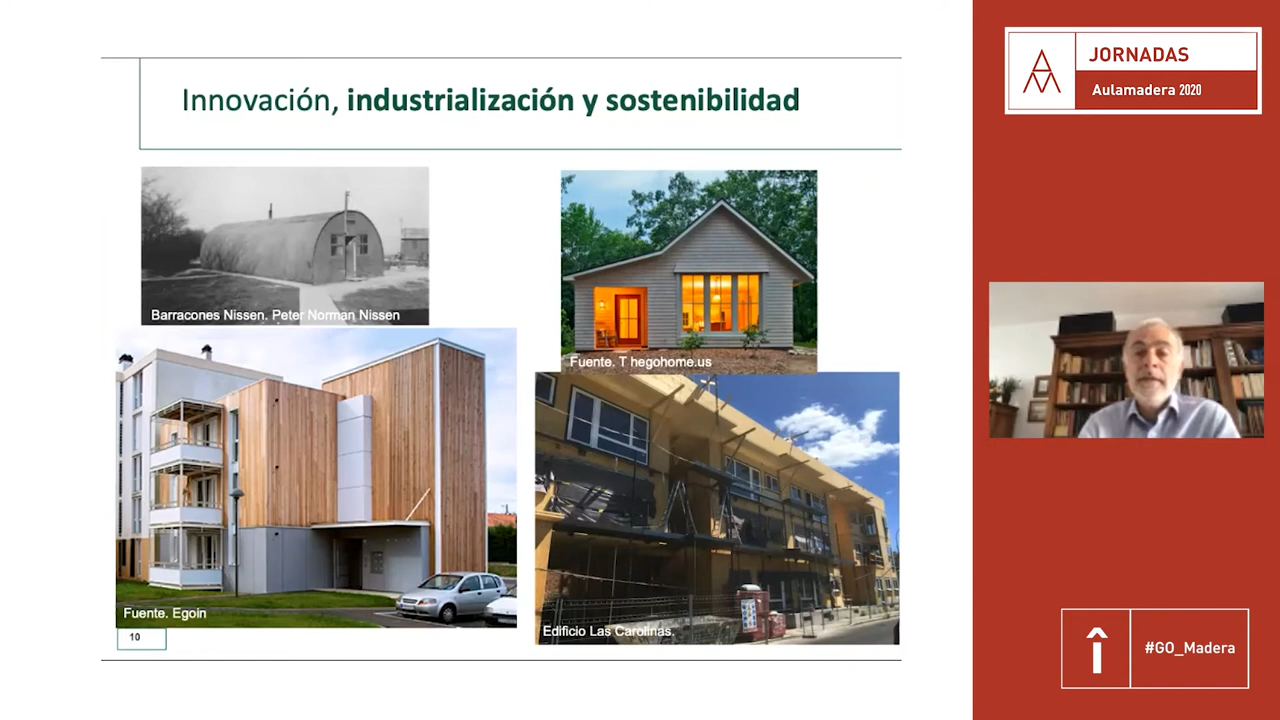 Innovación, industrialización y sostenibilidad
Barracones Nissen. Peter Norman Nissen
Fuente. T hegohome.us
Fuente. Egoin
Edificio Las Carolinas.
10
JORNADAS
Aulamadera 2020
#GO_Madera